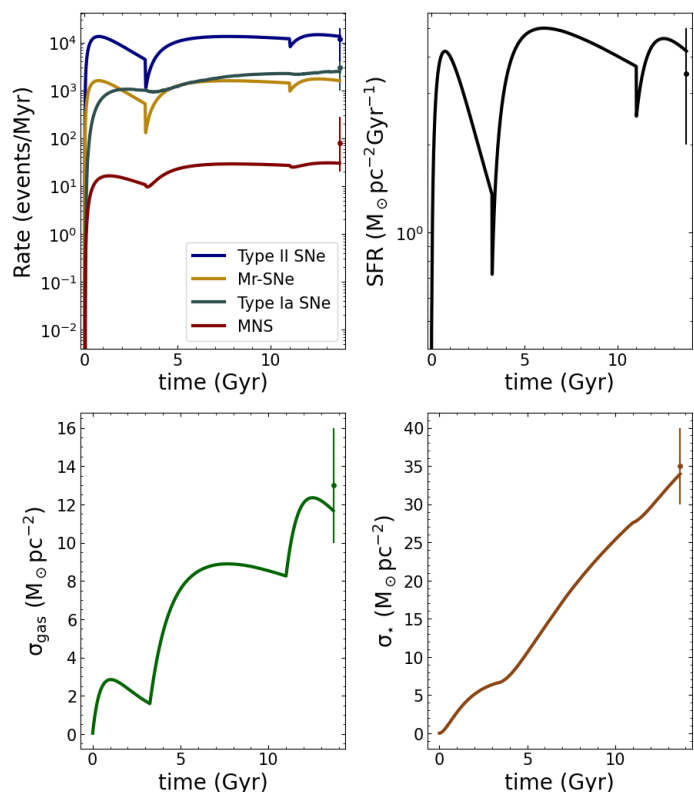 Rate (events/Myr)
10⁴
10³
10²
10¹
10⁰
10⁻¹
10⁻²
Type II SNe
Mr-SNe
Type Ia SNe
MNS
0 5 10
time (Gyr)
SFR (M⊙pc⁻²Gyr⁻¹)
10⁰
0 5 10
time (Gyr)
σgas (M⊙pc⁻²)
16
14
12
10
8
6
4
2
0
0 5 10
time (Gyr)
σ⋆ (M⊙pc⁻²)
40
35
30
25
20
15
10
5
0
0 5 10
time (Gyr)